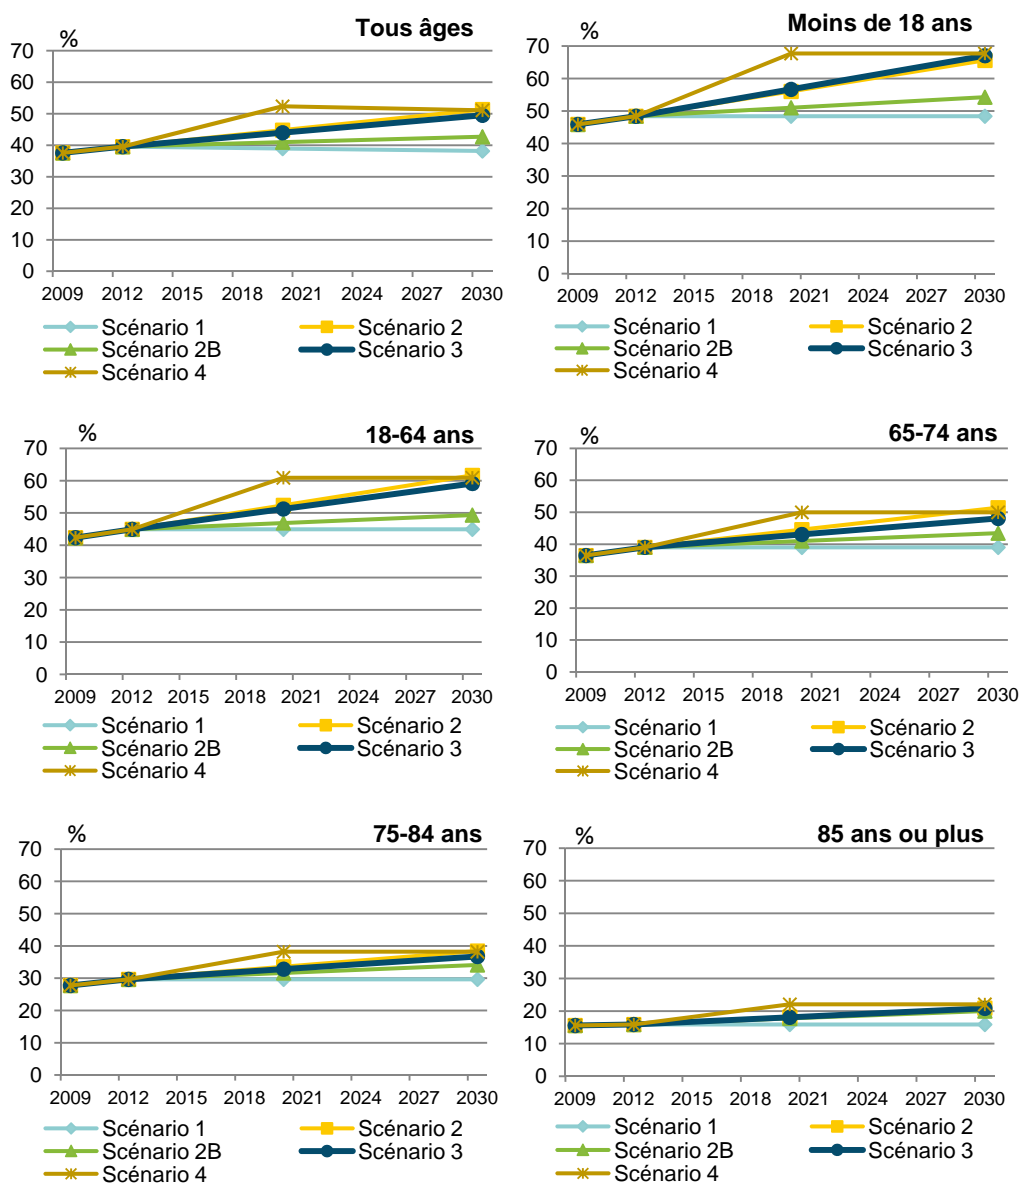 Tous âges
%
70
60
50
40
30
20
10
0
2009 2012 2015 2018 2021 2024 2027 2030
Scénario 1 Scénario 2
Scénario 2B Scénario 3
Scénario 4
Moins de 18 ans
%
70
60
50
40
30
20
10
0
2009 2012 2015 2018 2021 2024 2027 2030
Scénario 1 Scénario 2
Scénario 2B Scénario 3
Scénario 4
18-64 ans
%
70
60
50
40
30
20
10
0
2009 2012 2015 2018 2021 2024 2027 2030
Scénario 1 Scénario 2
Scénario 2B Scénario 3
Scénario 4
65-74 ans
%
70
60
50
40
30
20
10
0
2009 2012 2015 2018 2021 2024 2027 2030
Scénario 1 Scénario 2
Scénario 2B Scénario 3
Scénario 4
75-84 ans
%
70
60
50
40
30
20
10
0
2009 2012 2015 2018 2021 2024 2027 2030
Scénario 1 Scénario 2
Scénario 2B Scénario 3
Scénario 4
85 ans ou plus
%
70
60
50
40
30
20
10
0
2009 2012 2015 2018 2021 2024 2027 2030
Scénario 1 Scénario 2
Scénario 2B Scénario 3
Scénario 4